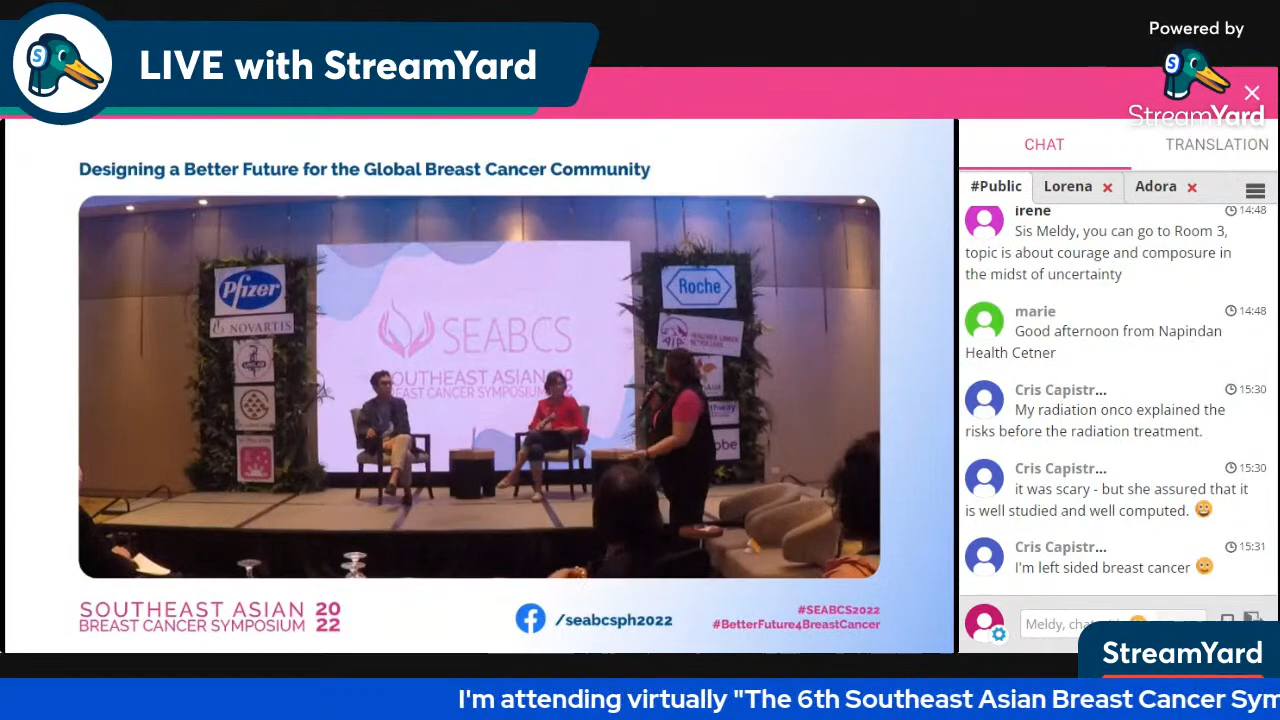 LIVE with StreamYard
Powered by
StreamYard
Designing a Better Future for the Global Breast Cancer Community
Pfizer
NOVARTIS
Roche
SEABCS
SOUTHEAST ASIAN 20
BREAST CANCER SYMPOSIUM
SOUTHEAST ASIAN 20
BREAST CANCER SYMPOSIUM 22
/seabcsph2022
#SEABCS2022
#BetterFuture4BreastCancer
CHAT TRANSLATION
#Public Lorena Adora
irene 14:48
Sis Meldy, you can go to Room 3,
topic is about courage and composure in
the midst of uncertainty
marie 14:48
Good afternoon from Napindan
Health Cetner
Cris Capistr... 15:30
My radiation onco explained the
risks before the radiation treatment.
Cris Capistr... 15:30
it was scary - but she assured that it
is well studied and well computed.
Cris Capistr... 15:31
I'm left sided breast cancer
Meldy,
StreamYard
I'm attending virtually "The 6th Southeast Asian Breast Cancer Sym